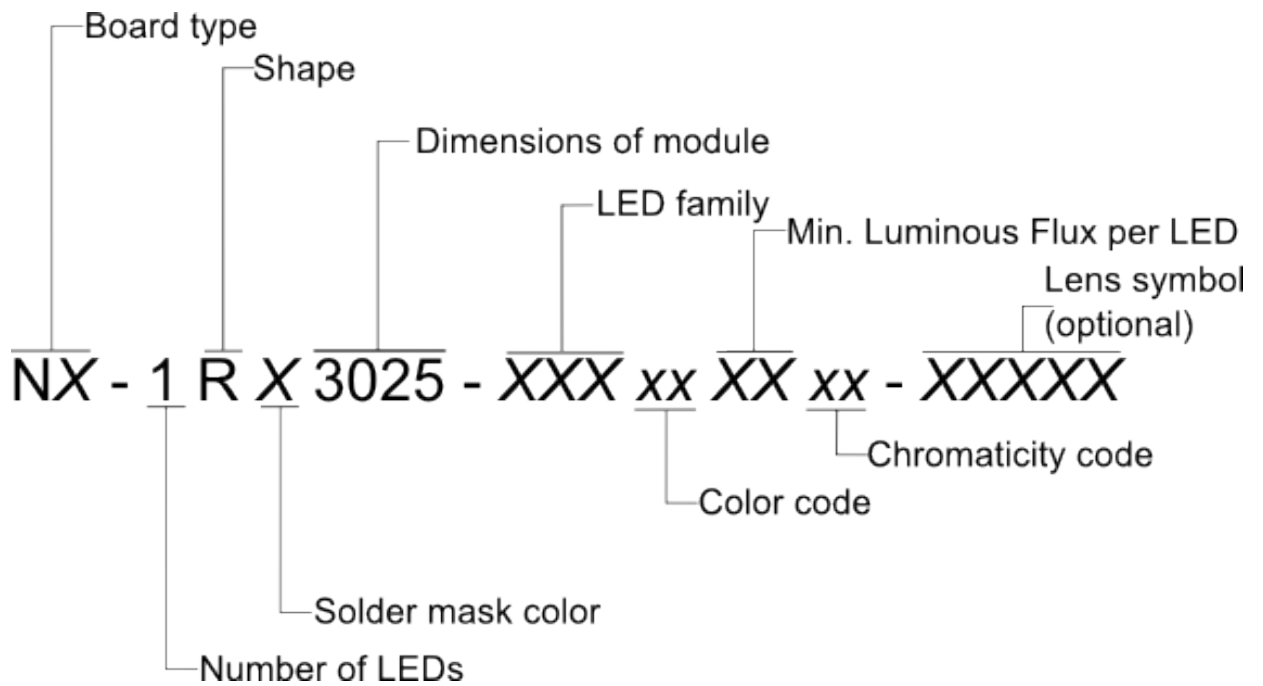 Board type
Shape
Dimensions of module
LED family
Min. Luminous Flux per LED
Lens symbol
(optional)
NX - 1 R X 3025 - XXX xx XX xx - XXXXX
Chromaticity code
Color code
Solder mask color
Number of LEDs